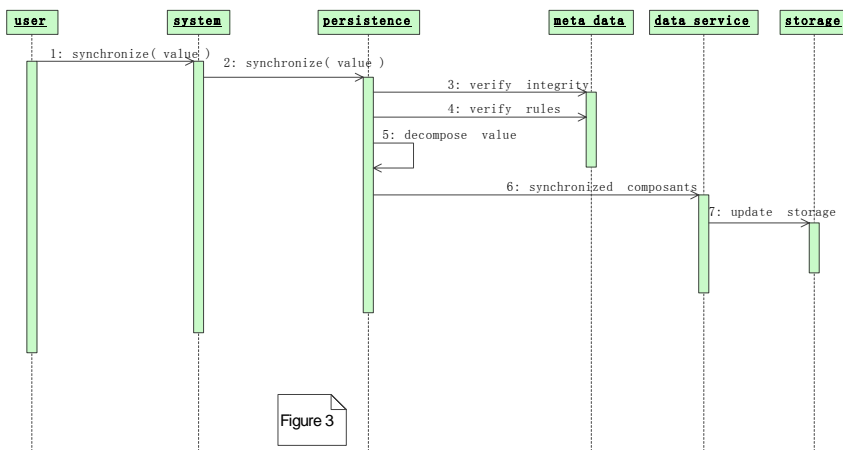 user system persistence meta data data service storage
1: synchronize( value )
2: synchronize( value )
3: verify integrity
4: verify rules
5: decompose value
6: synchronized composants
7: update storage
Figure 3